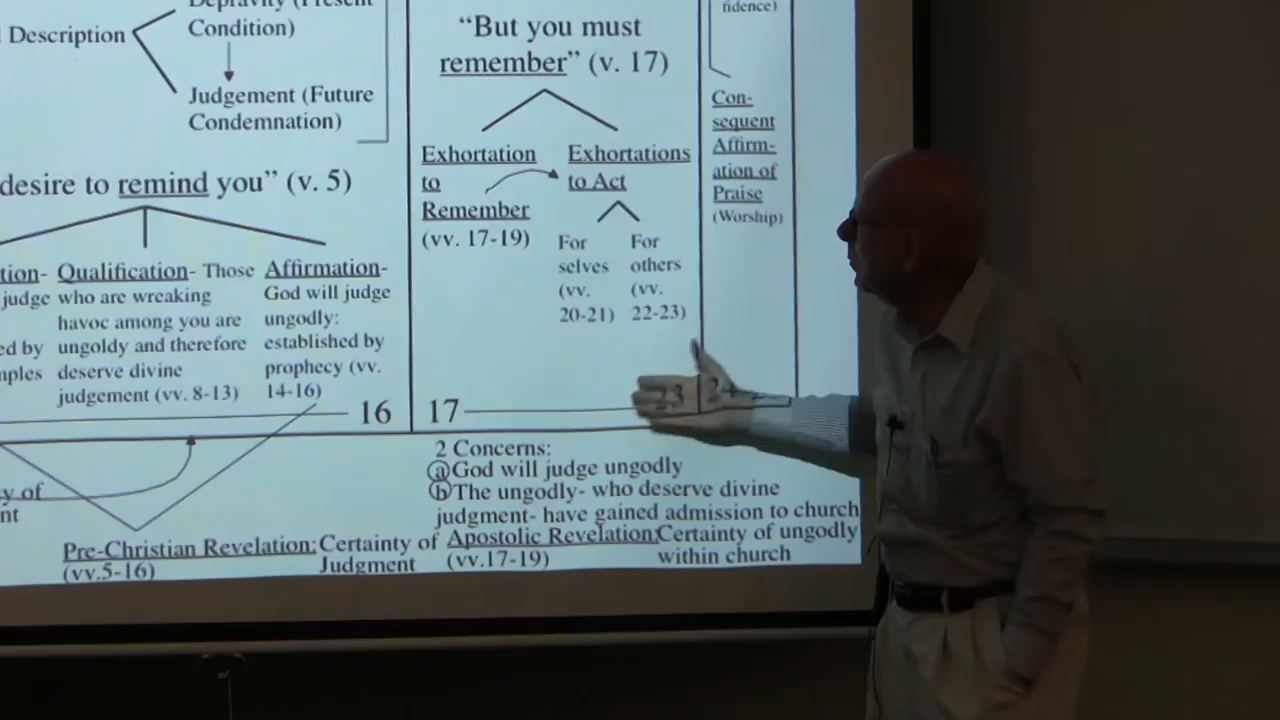 Depravity (Present
Description
Condition)
Judgement (Future
Condemnation)
desire to remind you” (v. 5)
Qualification- Those
judge who are wreaking
havoc among you are
ed by ungoldy and therefore
deserve divine
judgement (vv. 8-13)
Affirmation-
God will judge
ungodly:
established by
prophecy (vv.
14-16)
16
“But you must
remember” (v. 17)
Exhortation
to
Remember
(vv. 17-19)
Exhortations
to Act
For
selves
(vv.
20-21)
For
others
(vv.
22-23)
17
23
fidence)
Con-
sequent
Affirm-
ation of
Praise
(Worship)
2 Concerns:
ⓐGod will judge ungodly
ⓑThe ungodly- who deserve divine
judgment- have gained admission to church
Pre-Christian Revelation: Certainty of
(vv.5-16) Judgment
Apostolic Revelation: Certainty of ungodly
(vv.17-19) within church